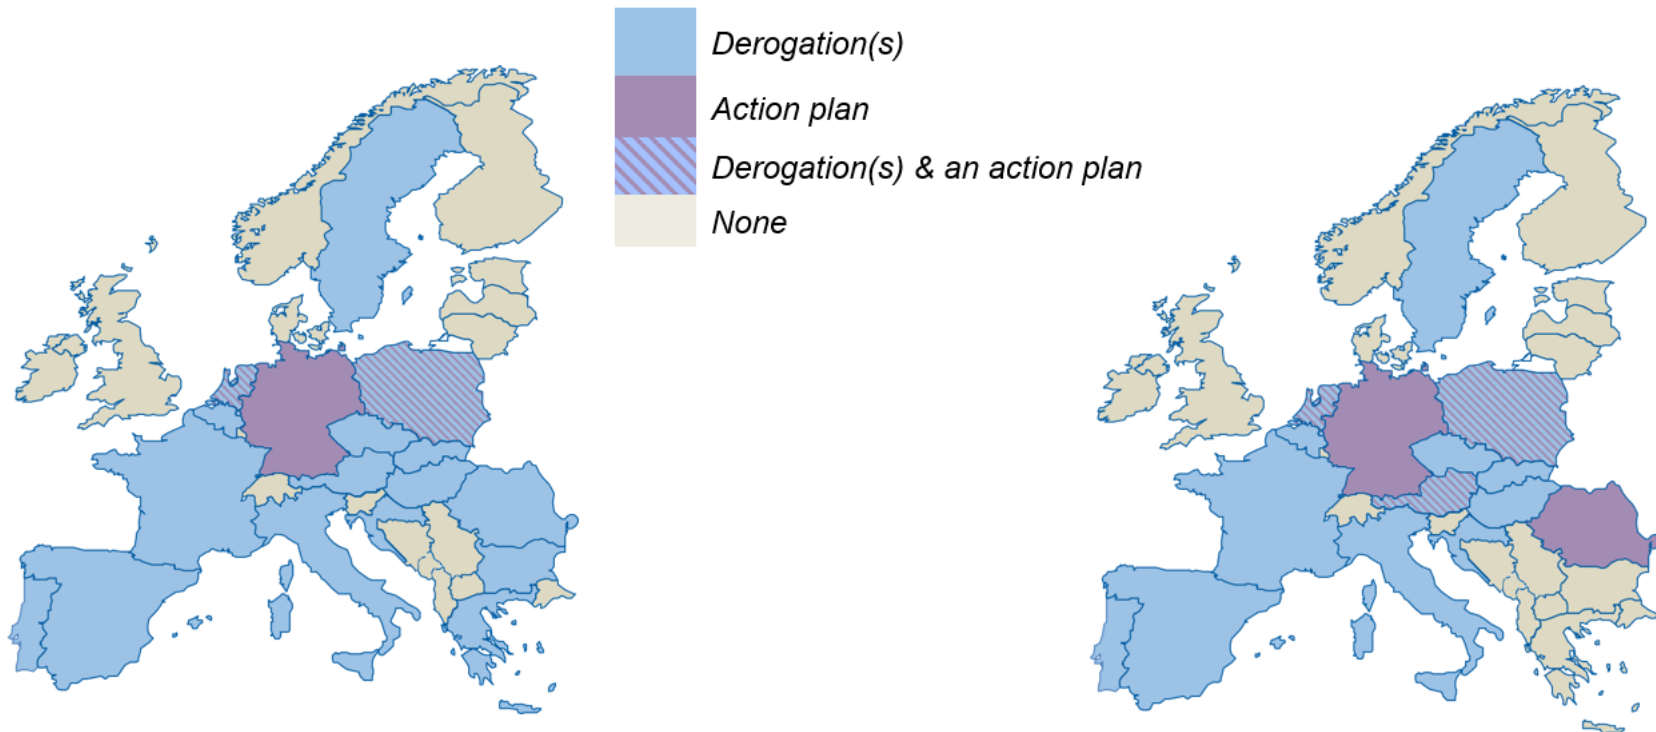 Derogation(s)
Action plan
Derogation(s) & an action plan
None